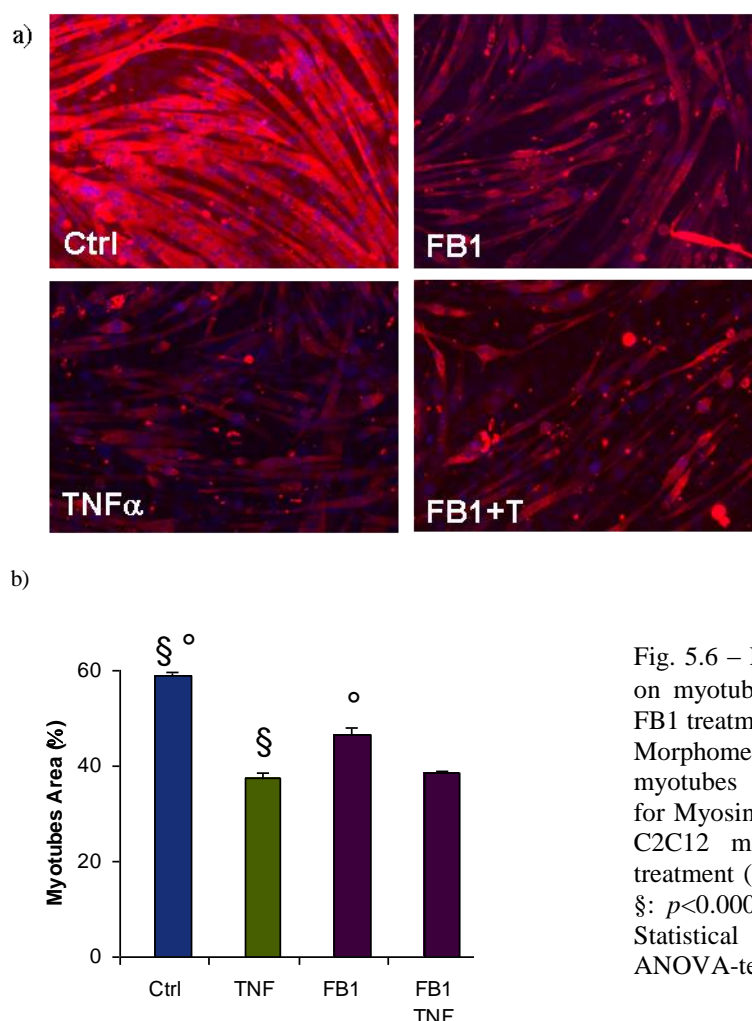 a)
Ctrl
FB1
TNFα
FB1+T
b)
§ °
§
°
60
40
20
0
Myotubes Area (%)
Ctrl
TNF
FB1
FB1
TNF
Fig. 5.6 –
on myotub
FB1 treatm
Morphome
myotubes
for Myosin
C2C12 m
treatment (
§: p<0.000
Statistical
ANOVA-te